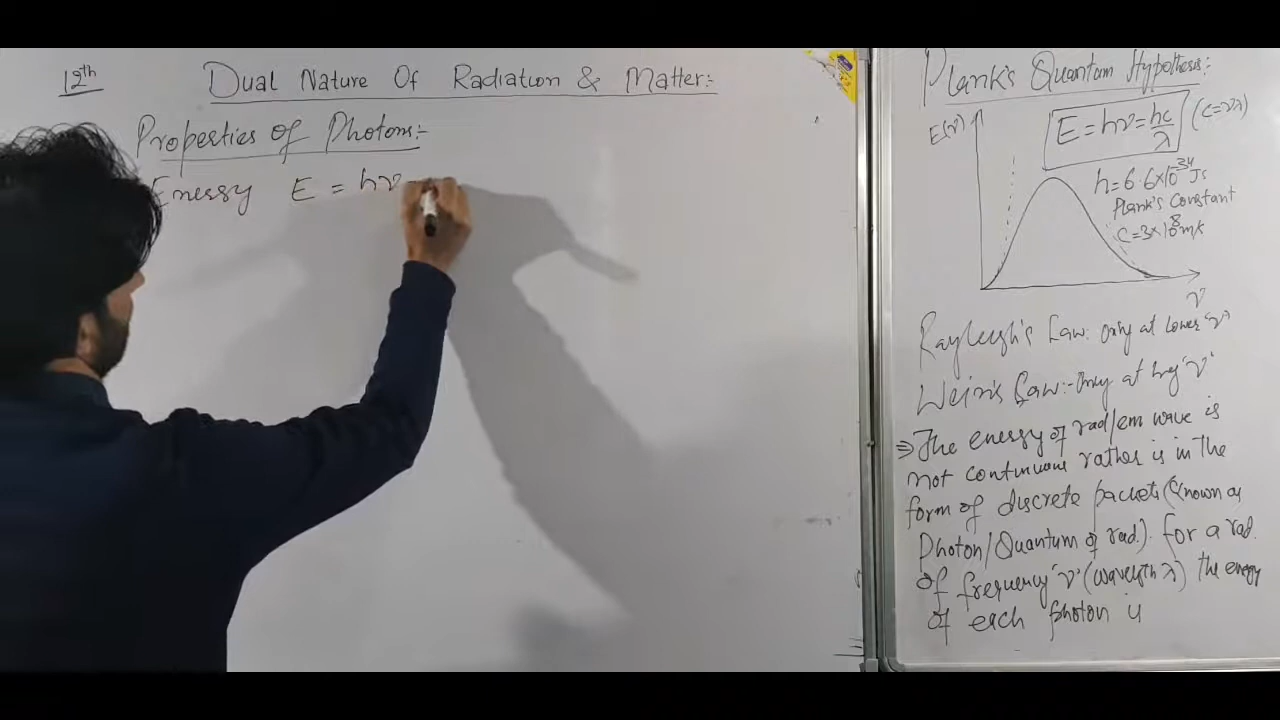 12th
Dual Nature Of Radiation & Matter:-
Properties of Photons:-
Energy E = hν
Plank's Quantum Hypothesis:-
E(ν)
E = hν = hc/λ (c=νλ)
h = 6.6×10^-34 Js
Plank's Constant
c = 3×10^8 m/s
ν
Rayleigh's Law: only at lower 'ν'
Wein's Law:- Only at 'ν'
⇒ The energy of rad/em wave is
not continuous rather is in the
form of discrete packets (known as
Photon/Quantum of rad.). for a rad.
of frequency 'ν' (wavelength λ) the energy
of each photon is